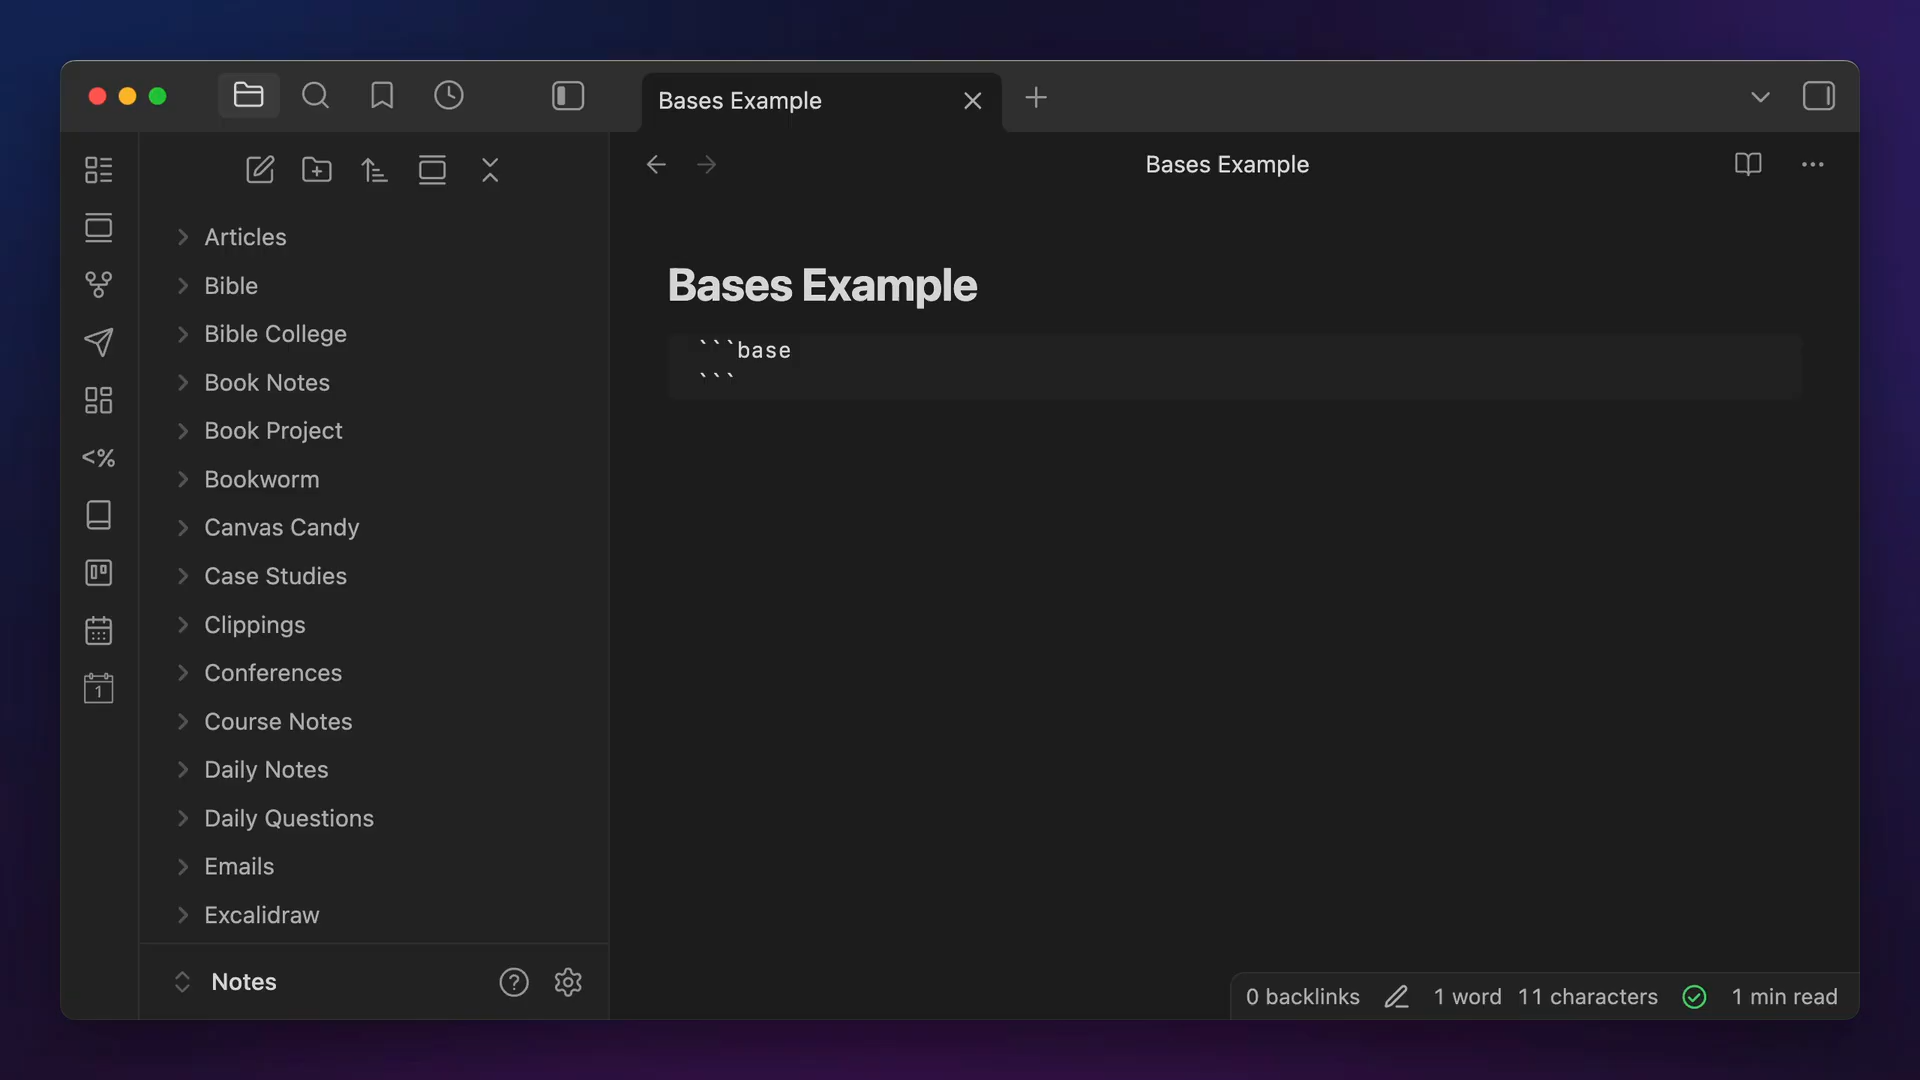 Bases Example
Bases Example
<%
1
Articles
Bible
Bible College
Book Notes
Book Project
Bookworm
Canvas Candy
Case Studies
Clippings
Conferences
Course Notes
Daily Notes
Daily Questions
Emails
Excalidraw
Notes
Bases Example
```base
```
0 backlinks 1 word 11 characters 1 min read